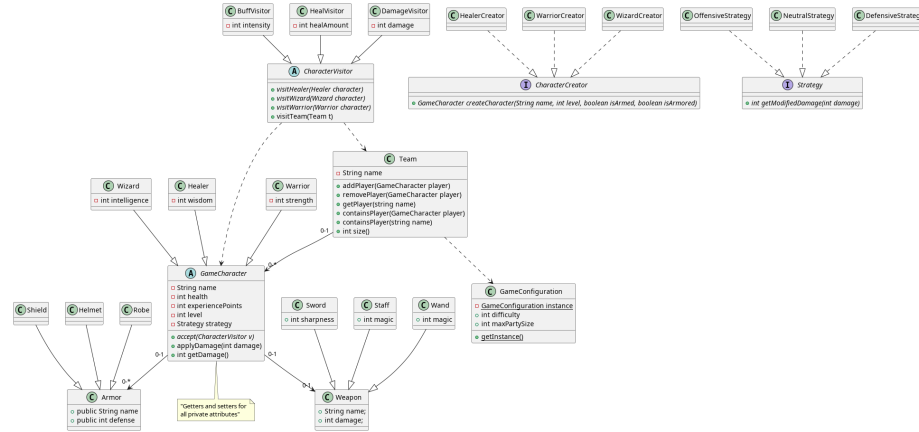 BuffVisitor
int intensity
HealVisitor
int healAmount
DamageVisitor
int damage
HealerCreator
WarriorCreator
WizardCreator
OffensiveStrategy
NeutralStrategy
DefensiveStrateg
CharacterVisitor
visitHealer(Healer character)
visitWizard(Wizard character)
visitWarrior(Warrior character)
visitTeam(Team t)
CharacterCreator
GameCharacter createCharacter(String name, int level, boolean isArmed, boolean isArmored)
Strategy
int getModifiedDamage(int damage)
Team
String name
addPlayer(GameCharacter player)
removePlayer(GameCharacter player)
getPlayer(string name)
containsPlayer(GameCharacter player)
containsPlayer(string name)
int size()
Wizard
int intelligence
Healer
int wisdom
Warrior
int strength
0-1
0-*
GameCharacter
String name
int health
int experiencePoints
int level
Strategy strategy
accept(CharacterVisitor v)
applyDamage(int damage)
int getDamage()
GameConfiguration
GameConfiguration instance
int difficulty
int maxPartySize
getInstance()
Shield
Helmet
Robe
Sword
int sharpness
Staff
int magic
Wand
int magic
0-1
0-1
0-*
0-1
Armor
public String name
public int defense
"Getters and setters for
all private attributes"
Weapon
String name;
int damage;